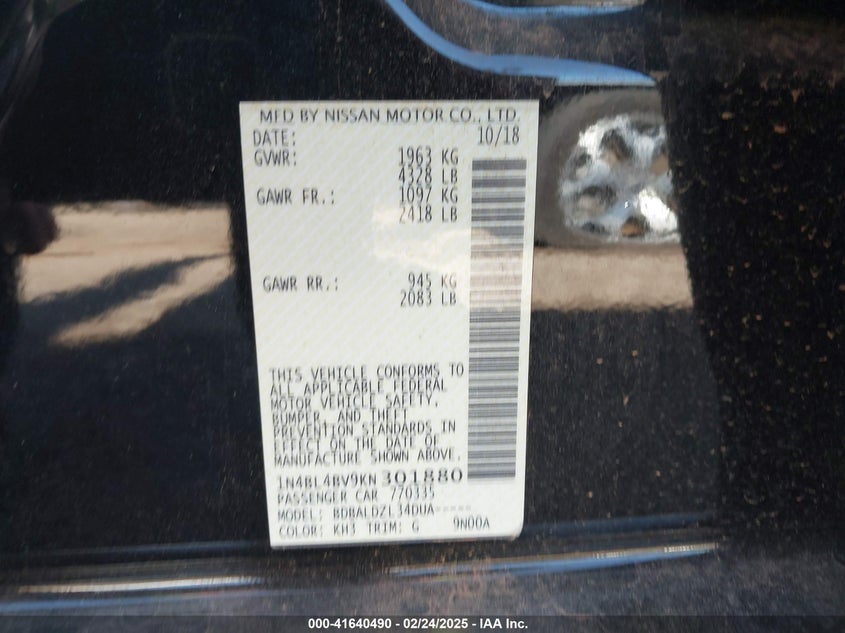 MFD BY NISSAN MOTOR CO., LTD.
DATE: 10/18
GVWR: 1963 KG
4328 LB
GAWR FR.: 1097 KG
2418 LB
GAWR RR.: 945 KG
2083 LB
THIS VEHICLE CONFORMS TO
ALL APPLICABLE FEDERAL
MOTOR VEHICLE SAFETY,
BUMPER, AND THEFT
PREVENTION STANDARDS IN
EFFECT ON THE DATE OF
MANUFACTURE SHOWN ABOVE.
1N4BL4BV9KN301880
PASSENGER CAR 770335
MODEL: BDBALDZL34DUA-----
COLOR: KH3 TRIM: G 9N00A
000-41640490 - 02/24/2025 - IAA Inc.